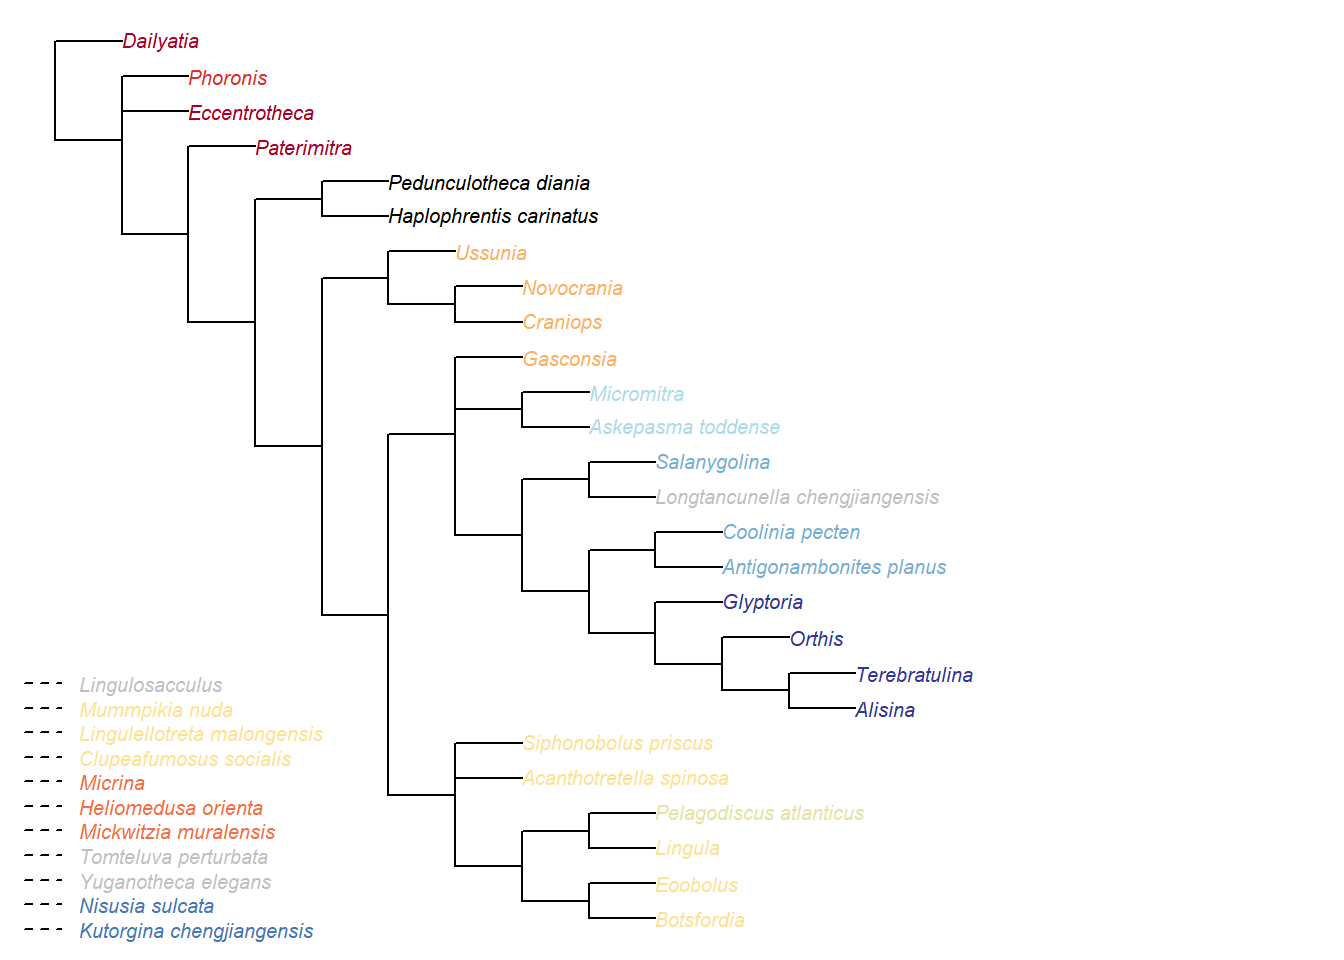 Dailyatia
Phoronis
Eccentrotheca
Paterimitra
Pedunculotheca diania
Haplophrentis carinatus
Ussunia
Novocrania
Craniops
Gasconsia
Micromitra
Askepasma toddense
Salanygolina
Longtancunella chengjiangensis
Coolinia pecten
Antigonambonites planus
Glyptoria
Orthis
Terebratulina
Alisina
Siphonobolus priscus
Acanthotretella spinosa
Pelagodiscus atlanticus
Lingula
Eoobolus
Botsfordia
Lingulosacculus
Mummpikia nuda
Lingulellotreta malongensis
Clupeafumosus socialis
Micrina
Heliomedusa orienta
Mickwitzia muralensis
Tomteluva perturbata
Yuganotheca elegans
Nisusia sulcata
Kutorgina chengjiangensis